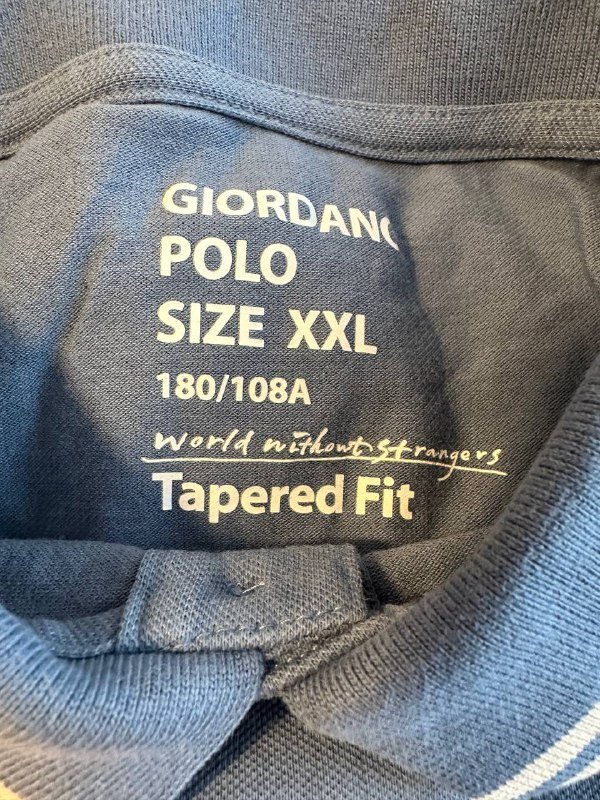 GIORDANO
POLO
SIZE XXL
180/108A
World without strangers
Tapered Fit